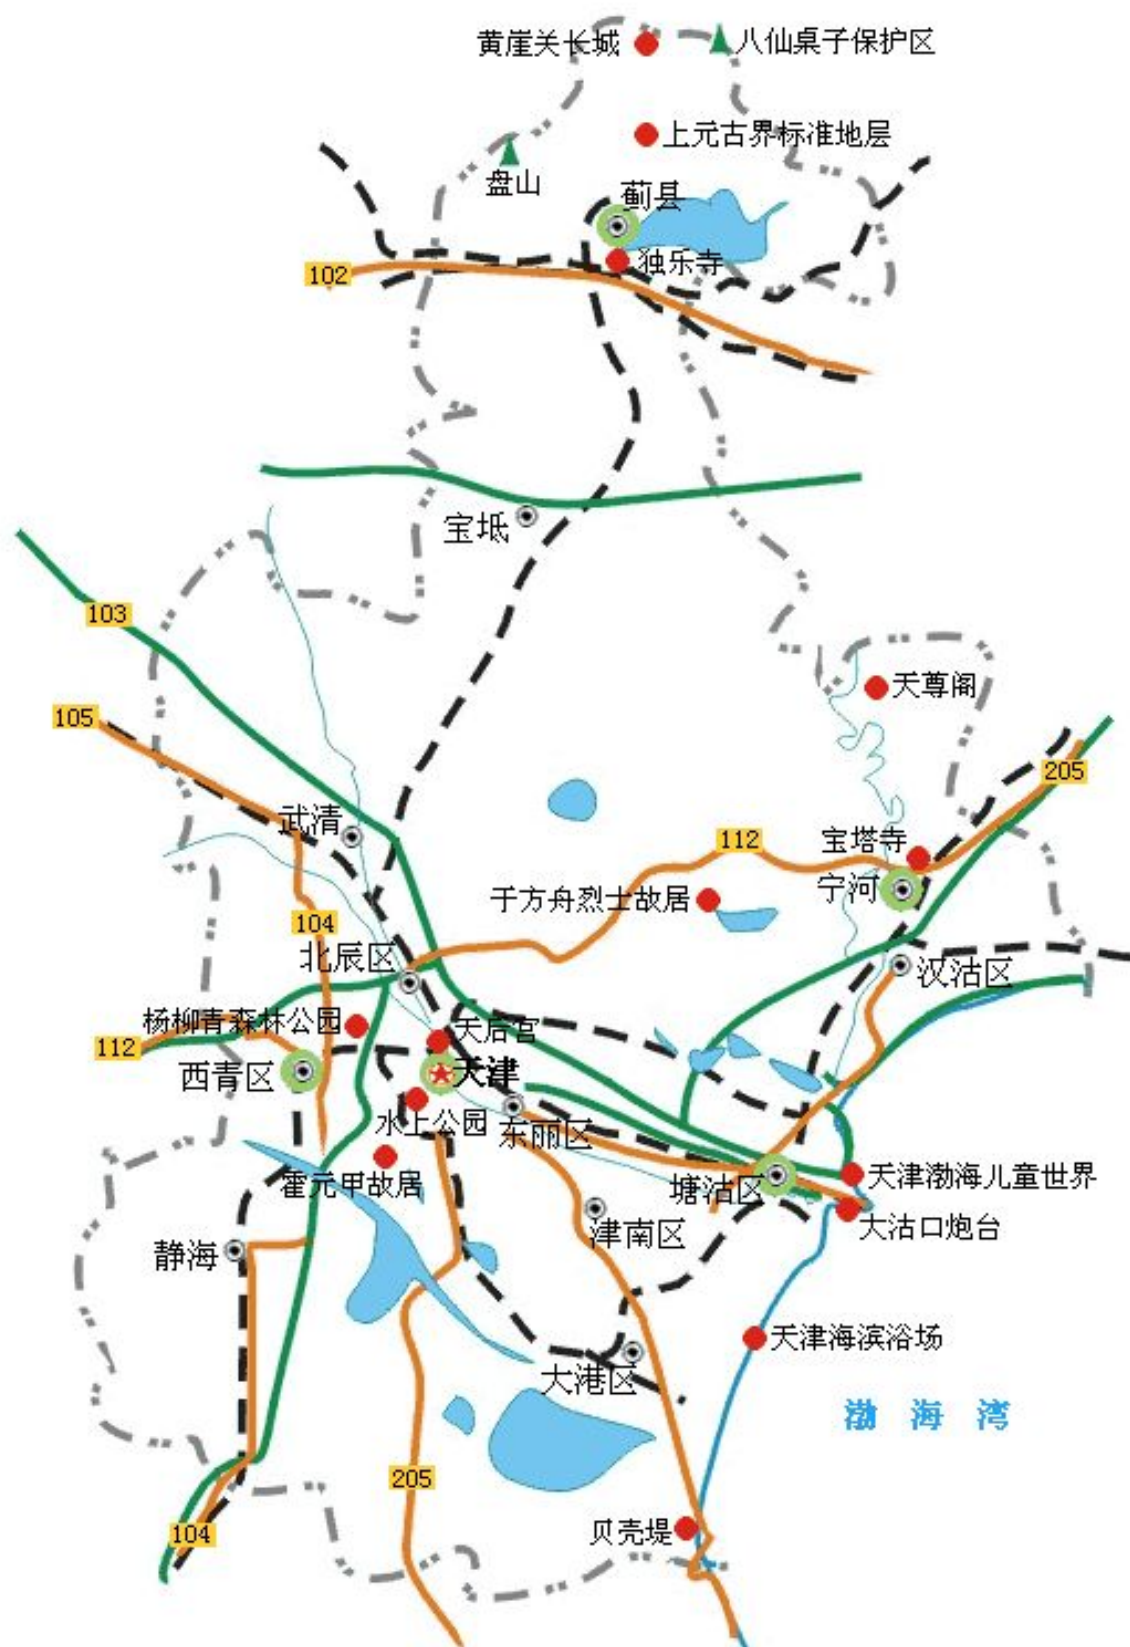 黄崖关长城
八仙桌子保护区
上元古界标准地层
盘山
蓟县
独乐寺
102
宝坻
103
天尊阁
105
205
武清
112
宝塔寺
宁河
于方舟烈士故居
104
北辰区
汉沽区
杨柳青森林公园
天后宫
112
西青区
天津
水上公园
东丽区
霍元甲故居
塘沽区
天津渤海儿童世界
大沽口炮台
津南区
静海
天津海滨浴场
大港区
渤海湾
205
贝壳堤
104